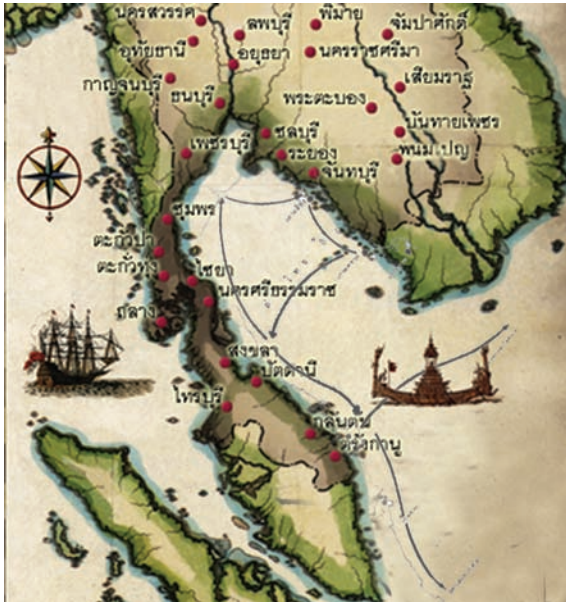 นครสวรรค์
ลพบุรี
พิมาย
จัมปาศักดิ์
อุทัยธานี
อยุธยา
นครราชศรีมา
กาญจนบุรี
ธนบุรี
พระตะบอง
เสียมราฐ
ชลบุรี
บันทายเพชร
เพชรบุรี
ระยอง
พนมเปญ
จันทบุรี
ชุมพร
ตะกั่วป่า
ตะกั่วทุ่ง
ไชยา
นครศรีธรรมราช
ถลาง
สงขลา
ปัตตานี
ไทรบุรี
กลันตัน
ตรังกานู